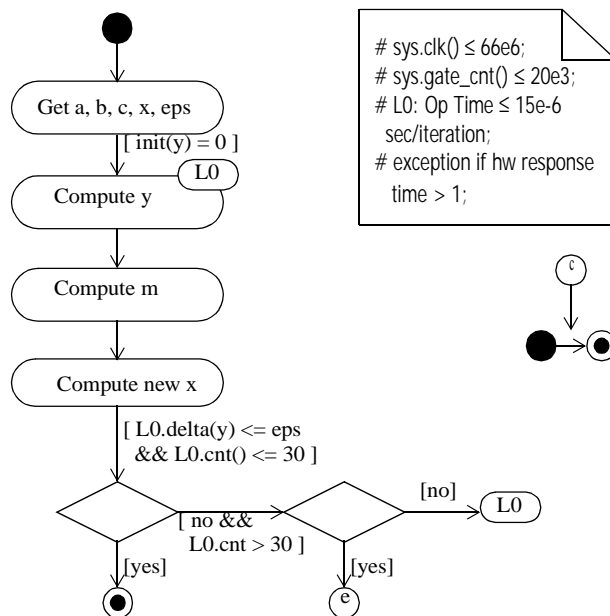 Get a, b, c, x, eps
[ init(y) = 0 ]
L0
Compute y
Compute m
Compute new x
[ L0.delta(y) <= eps
&& L0.cnt() <= 30 ]
[ no &&
L0.cnt > 30 ]
[no]
L0
[yes]
[yes]
e
# sys.clk() ≤ 66e6;
# sys.gate_cnt() ≤ 20e3;
# L0: Op Time ≤ 15e-6
sec/iteration;
# exception if hw response
time > 1;
c